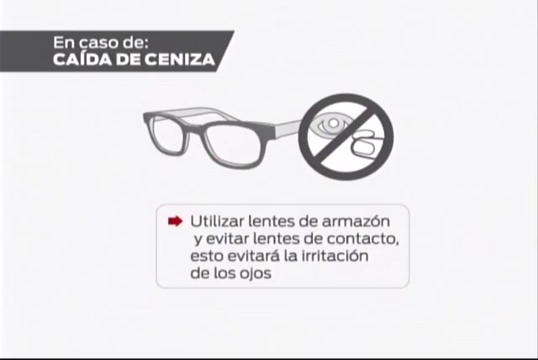 En caso de:
CAÍDA DE CENIZA
Utilizar lentes de armazón
y evitar lentes de contacto,
esto evitará la irritación
de los ojos